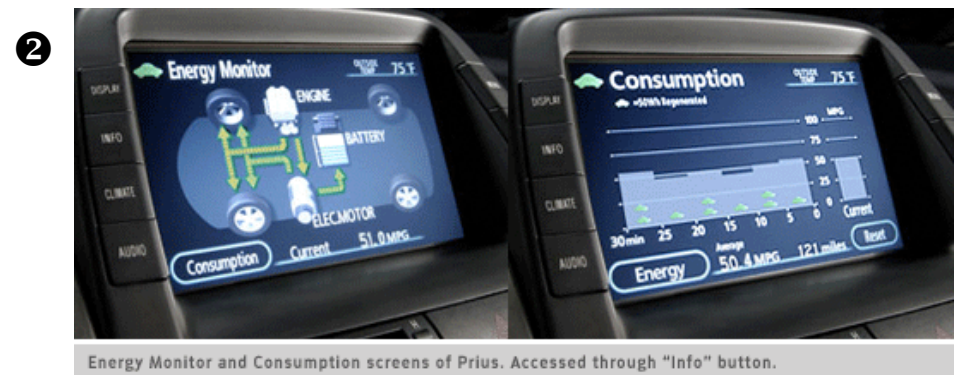 ❷
Energy Monitor
OUTSIDE TEMP 75°F
DISPLAY
INFO
CLIMATE
AUDIO
ENGINE
BATTERY
ELEC.MOTOR
Consumption
Current 51.0 MPG
Consumption
OUTSIDE TEMP 75°F
=50Wh Regenerated
DISPLAY
INFO
CLIMATE
AUDIO
MPG
100
75
50
25
0
30min 25 20 15 10 5 0
Current
Energy
Average
50.4 MPG
121 miles
Reset
Energy Monitor and Consumption screens of Prius. Accessed through “Info” button.